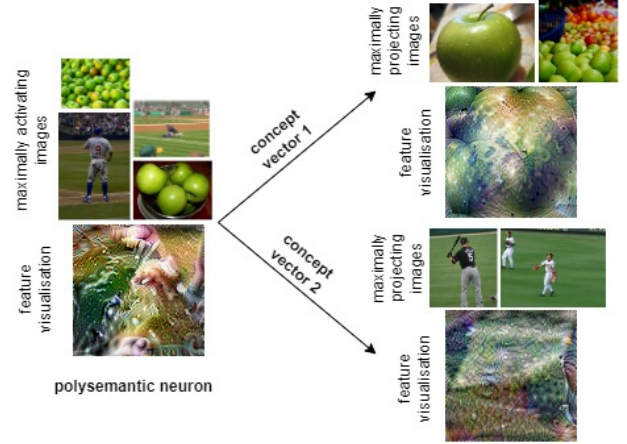 maximally activating
images
feature
visualisation
polysemantic neuron
concept
vector 1
concept
vector 2
maximally
projecting
images
feature
visualisation
maximally
projecting
images
feature
visualisation